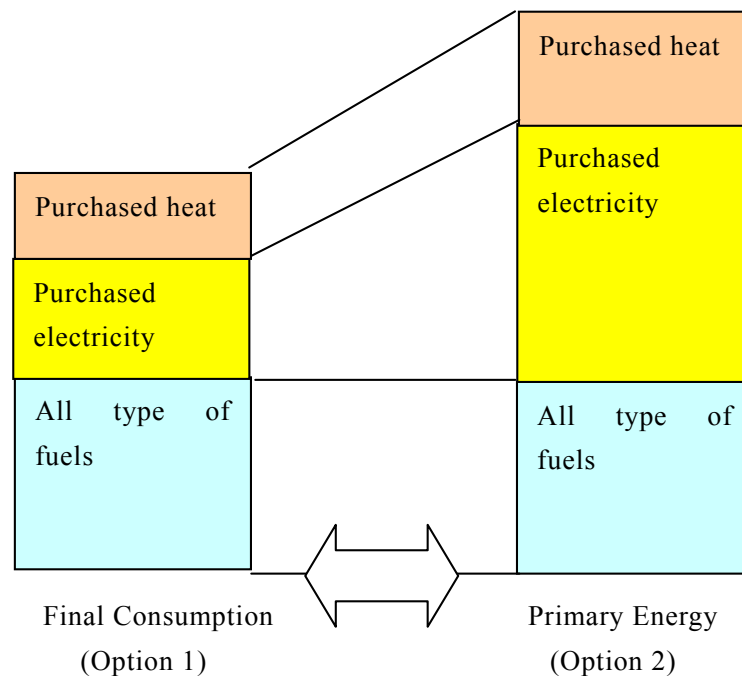 Purchased heat
Purchased
electricity
All type of
fuels
Purchased heat
Purchased
electricity
All type of
fuels
Final Consumption
(Option 1)
Primary Energy
(Option 2)